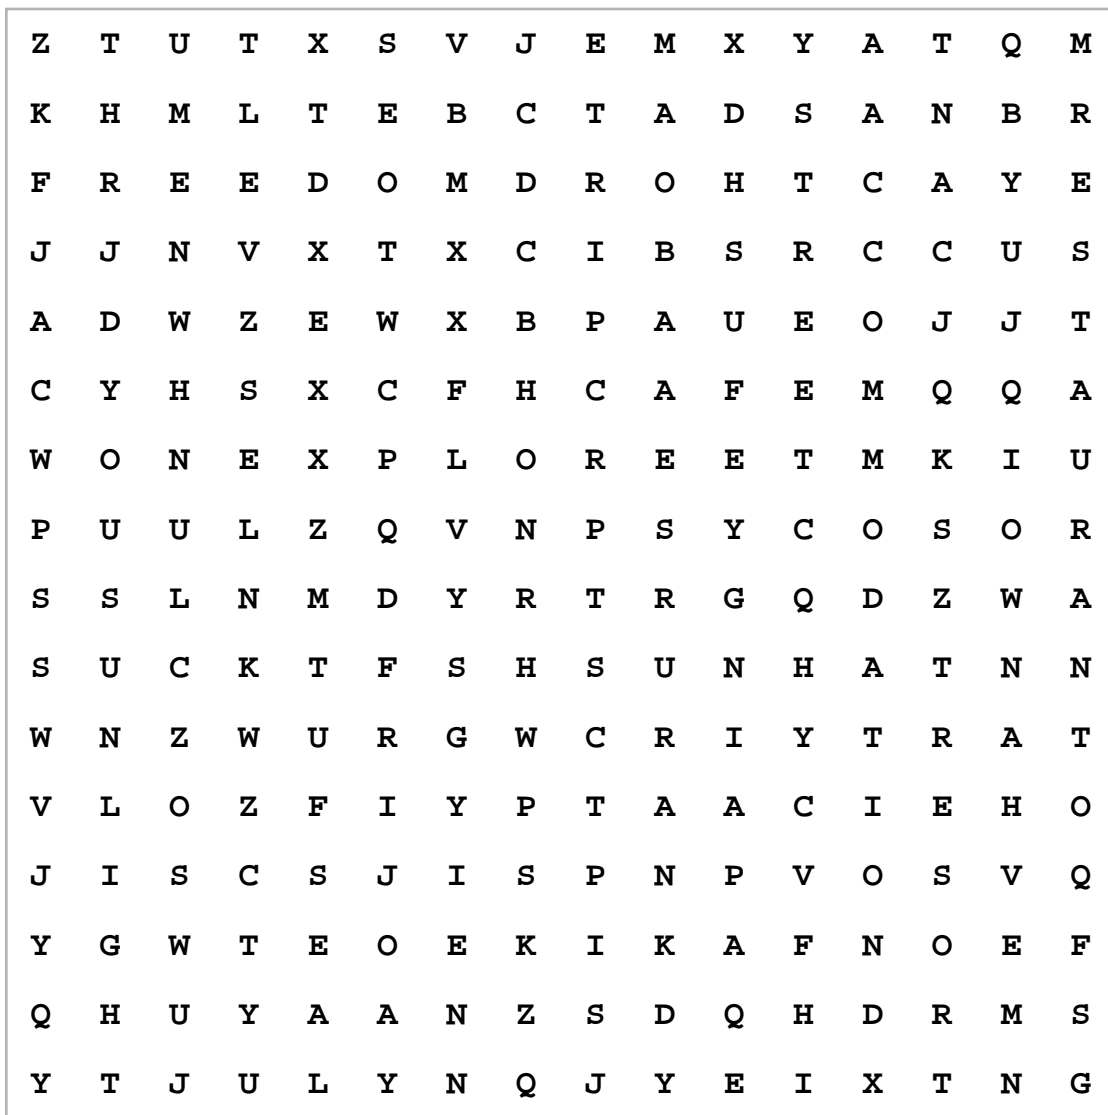 Z T U T X S V J E M X Y A T Q M
K H M L T E B C T A D S A N B R
F R E E D O M D R O H T C A Y E
J J N V X T X C I B S R C C U S
A D W Z E W X B P A U E O J J T
C Y H S X C F H C A F E M Q Q A
W O N E X P L O R E E T M K I U
P U U L Z Q V N P S Y C O S O R
S S L N M D Y R T R G Q D Z W A
S U C K T F S H S U N H A T N N
W N Z W U R G W C R I Y T R A T
V L O Z F I Y P T A A C I E H O
J I S C S J I S P N P V O S V Q
Y G W T E O E K I K A F N O E F
Q H U Y A A N Z S D Q H D R M S
Y T J U L Y N Q J Y E I X T N G